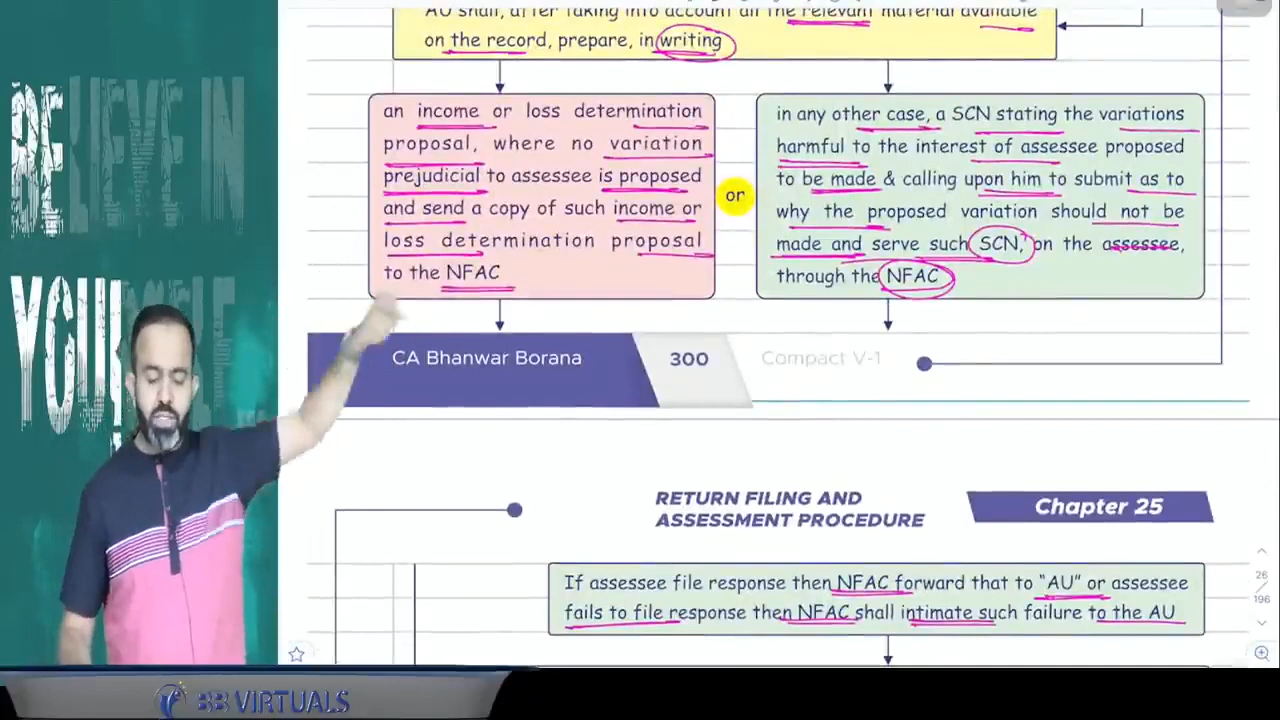 BELIEVE IN
YOU!
AU shall, after taking into account all the relevant material available
on the record, prepare, in writing
an income or loss determination
proposal, where no variation
prejudicial to assessee is proposed
and send a copy of such income or
loss determination proposal
to the NFAC
or
in any other case, a SCN stating the variations
harmful to the interest of assessee proposed
to be made & calling upon him to submit as to
why the proposed variation should not be
made and serve such SCN, on the assessee,
through the NFAC
CA Bhanwar Borana
300
Compact V-1
RETURN FILING AND
ASSESSMENT PROCEDURE
Chapter 25
If assessee file response then NFAC forward that to “AU” or assessee
fails to file response then NFAC shall intimate such failure to the AU
26
196
BB VIRTUALS